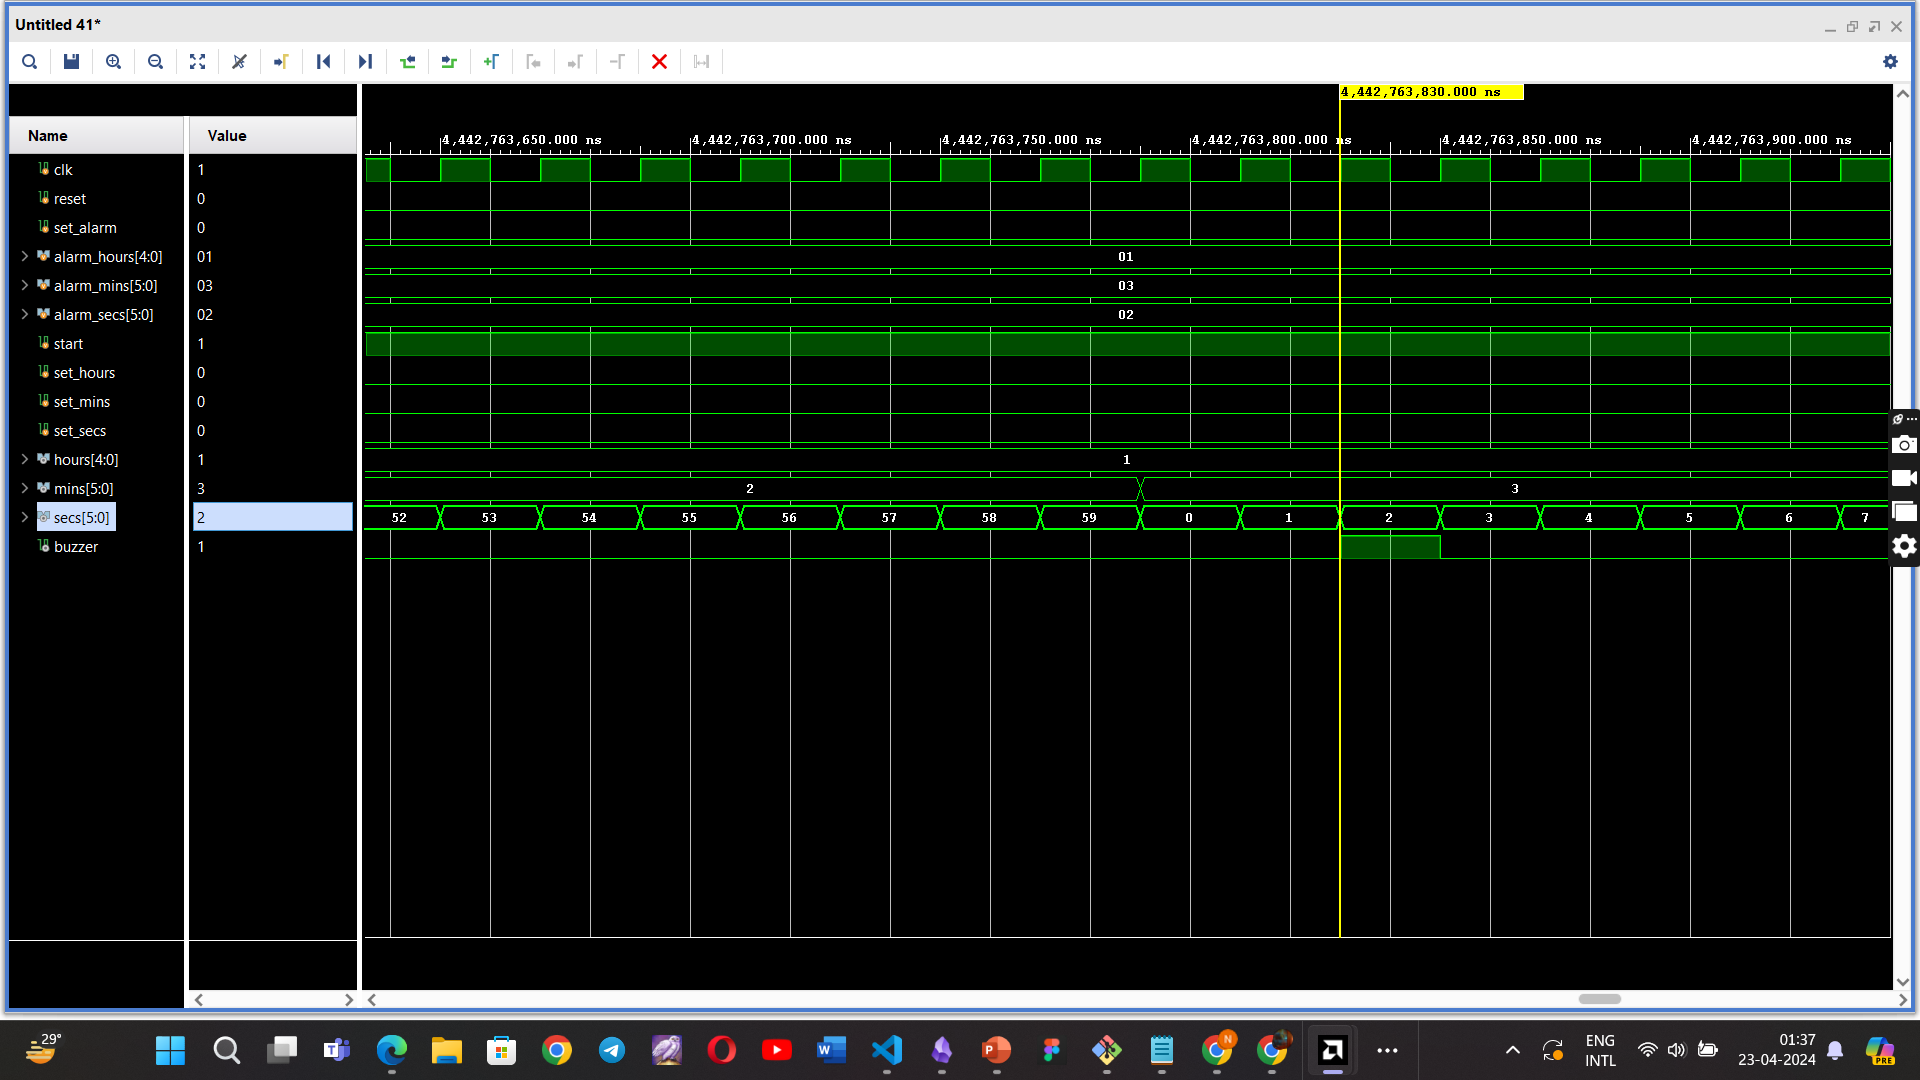 Untitled 41*
4,442,763,830.000 ns
Name Value
4,442,763,650.000 ns 4,442,763,700.000 ns 4,442,763,750.000 ns 4,442,763,800.000 ns 4,442,763,850.000 ns 4,442,763,900.000 ns
clk 1
reset 0
set_alarm 0
alarm_hours[4:0] 01 01
alarm_mins[5:0] 03 03
alarm_secs[5:0] 02 02
start 1
set_hours 0
set_mins 0
set_secs 0
hours[4:0] 1 1
mins[5:0] 3 2 3
secs[5:0] 2 52 53 54 55 56 57 58 59 0 1 2 3 4 5 6 7
buzzer 1
29°
ENG
INTL
01:37
23-04-2024
N
PRE